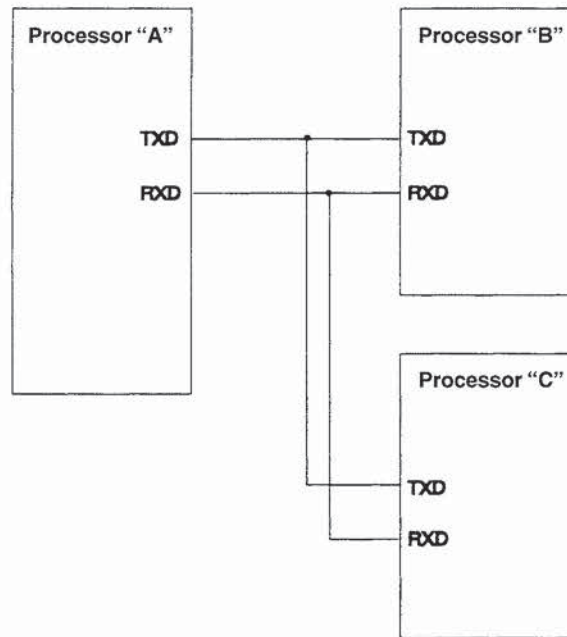 Processor “A”
TXD
RXD
Processor “B”
TXD
RXD
Processor “C”
TXD
RXD